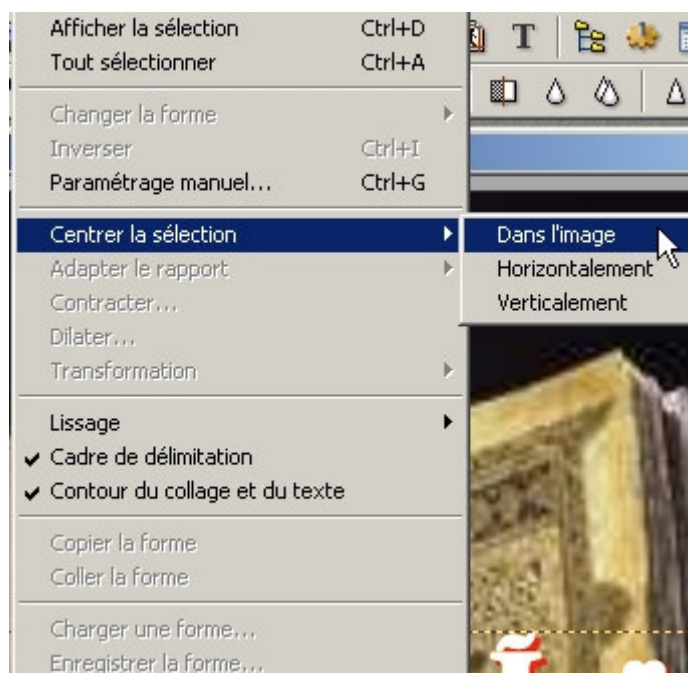 Afficher la sélection Ctrl+D
Tout sélectionner Ctrl+A
Changer la forme
Inverser Ctrl+I
Paramétrage manuel... Ctrl+G
Centrer la sélection
Dans l'image
Horizontalement
Verticalement
Adapter le rapport
Contracter...
Dilater...
Transformation
Lissage
Cadre de délimitation
Contour du collage et du texte
Copier la forme
Coller la forme
Charger une forme...
Enregistrer la forme...
T